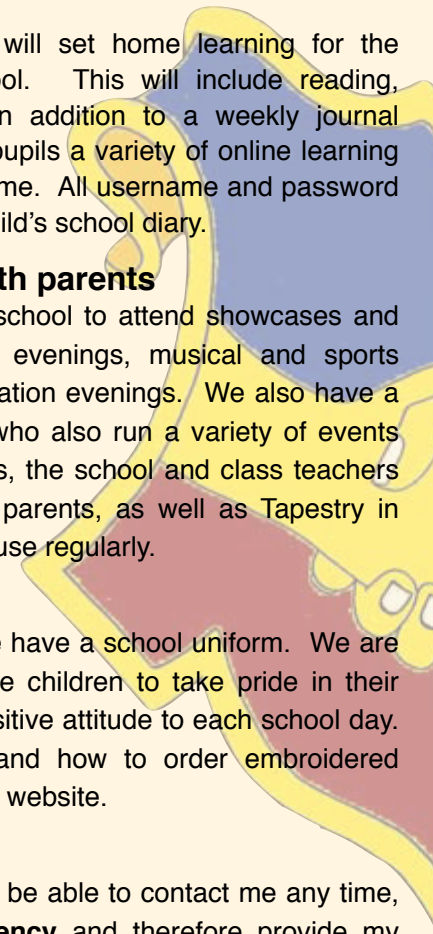 will set home learning for the
ol. This will include reading,
n addition to a weekly journal
pupils a variety of online learning
me. All username and password
ild's school diary.
th parents
school to attend showcases and
evenings, musical and sports
ation evenings. We also have a
who also run a variety of events
s, the school and class teachers
parents, as well as Tapestry in
use regularly.
e have a school uniform. We are
e children to take pride in their
sitive attitude to each school day.
and how to order embroidered
website.
be able to contact me any time,
ency and therefore provide my